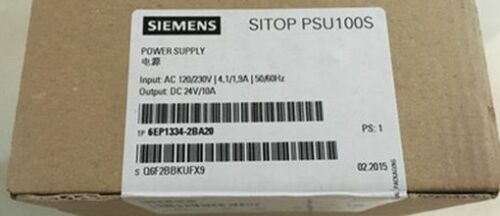 SIEMENS
SITOP PSU100S
POWER SUPPLY
电源
Input: AC 120/230V | 4,1/1,9A | 50/60Hz
Output: DC 24V/10A
1P 6EP1334-2BA20
PS: 1
S Q6F2BBKUFX9
02.2015